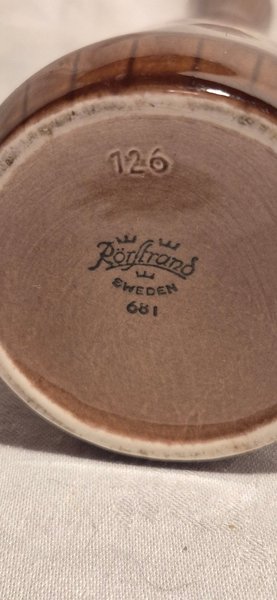 126
Rörstrand
SWEDEN
681